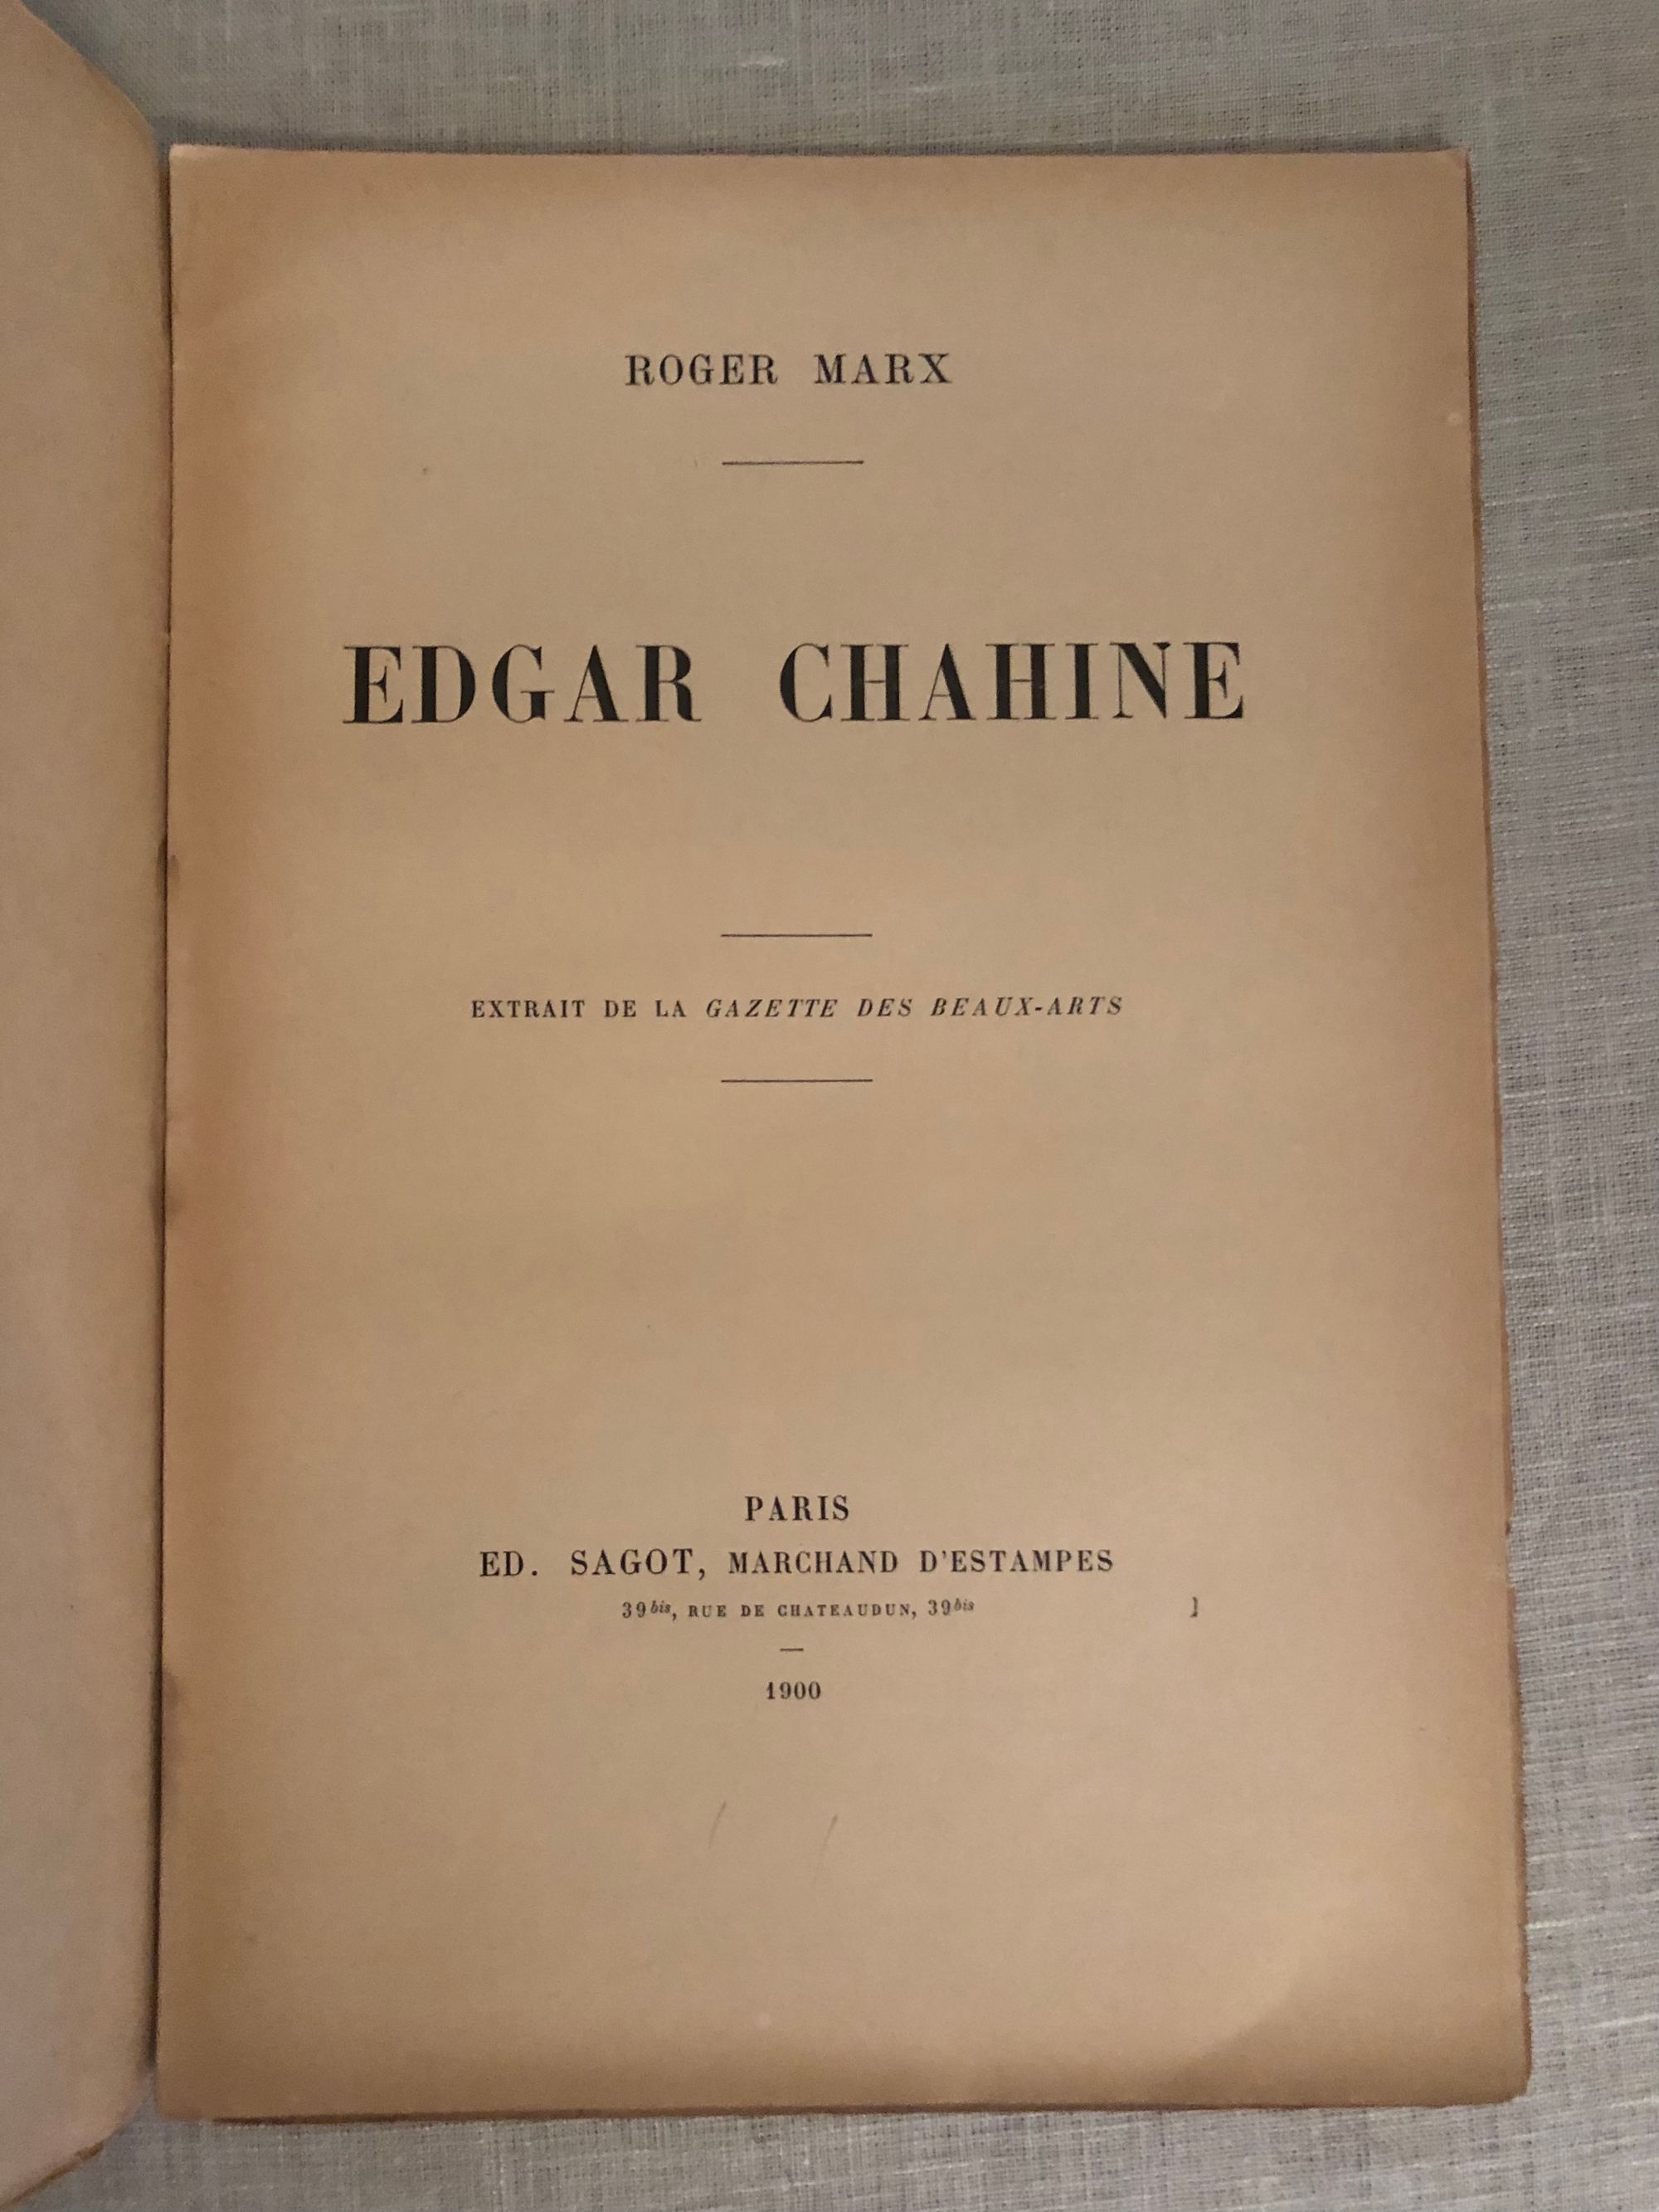 ROGER MARX
EDGAR CHAHINE
EXTRAIT DE LA GAZETTE DES BEAUX-ARTS
PARIS
ED. SAGOT, MARCHAND D'ESTAMPES
39bis, RUE DE CHATEAUDUN, 39bis
1900